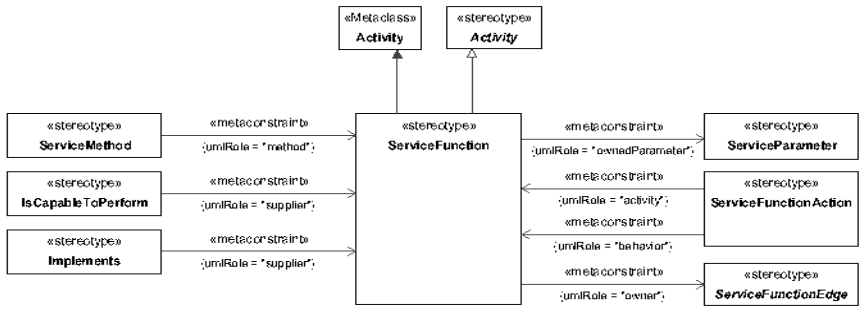 «Metaclass»
Activity
«stereotype»
Activity
«stereotype»
ServiceMethod
«metaconstraint»
{umlRole = "method"}
«stereotype»
IsCapableToPerform
«metaconstraint»
{umlRole = "supplier"}
«stereotype»
Implements
«metaconstraint»
{umlRole = "supplier"}
«stereotype»
ServiceFunction
«metaconstraint»
{umlRole = "ownedParameter"}
«stereotype»
ServiceParameter
«metaconstraint»
{umlRole = "activity"}
«stereotype»
ServiceFunctionAction
«metaconstraint»
{umlRole = "behavior"}
«metaconstraint»
{umlRole = "owner"}
«stereotype»
ServiceFunctionEdge